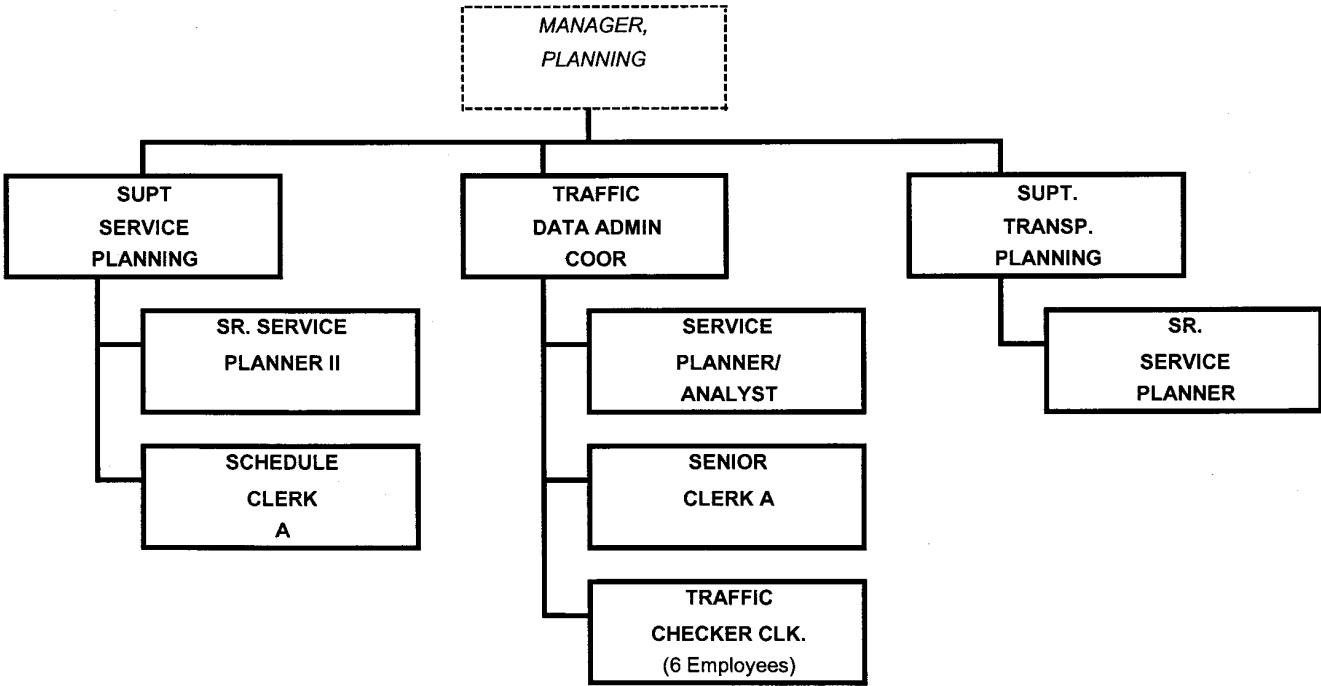 MANAGER,
PLANNING
SUPT
SERVICE
PLANNING
TRAFFIC
DATA ADMIN
COOR
SUPT.
TRANSP.
PLANNING
SR. SERVICE
PLANNER II
SERVICE
PLANNER/
ANALYST
SR.
SERVICE
PLANNER
SCHEDULE
CLERK
A
SENIOR
CLERK A
TRAFFIC
CHECKER CLK.
(6 Employees)